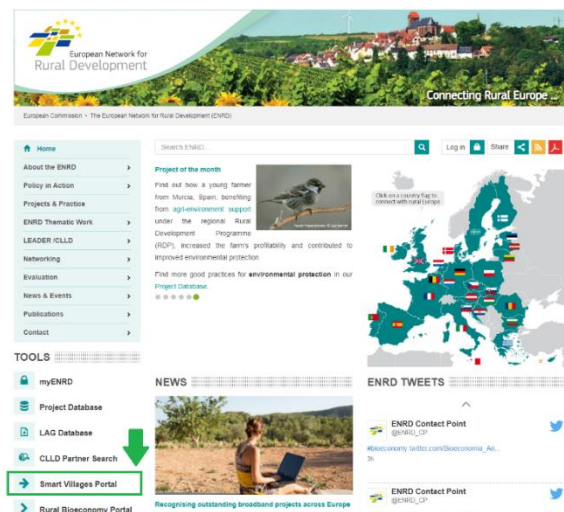 European Network for
Rural Development
Connecting Rural Europe ...
European Commission > The European Network for Rural Development (ENRD)
Home
About the ENRD
Policy in Action
Projects & Practice
ENRD Thematic Work
LEADER /CLLD
Networking
Evaluation
News & Events
Publications
Contact
TOOLS
myENRD
Project Database
LAG Database
CLLD Partner Search
Smart Villages Portal
Rural Bioeconomy Portal
Search ENRD...
Log in
Share
Project of the month
Find out how a young farmer
from Murcia, Spain, benefiting
from agri-environment support
under the regional Rural
Development Programme
(RDP), increased the farm's profitability and contributed to
improved environmental protection.
Find more good practices for environmental protection in our
Project Database.
Click on a country flag to
connect with rural Europe
NEWS
Recognising outstanding broadband projects across Europe
ENRD TWEETS
ENRD Contact Point
@ENRD_CP
#bioeconomy twitter.com/Bioeconomia_An...
ENRD Contact Point
@ENRD_CP